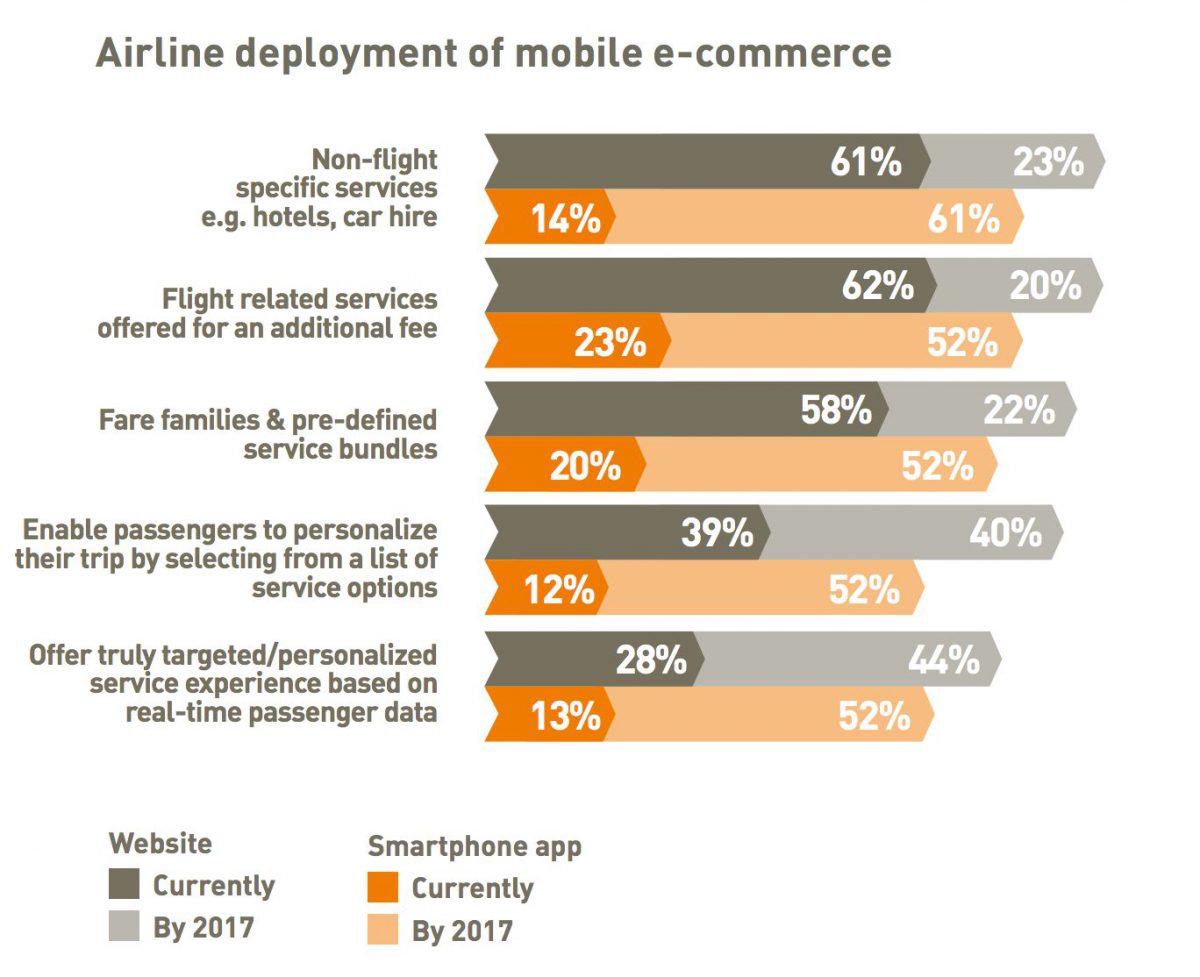 Airline deployment of mobile e-commerce
Non-flight
specific services
e.g. hotels, car hire
61% 23%
14% 61%
Flight related services
offered for an additional fee
62% 20%
23% 52%
Fare families & pre-defined
service bundles
58% 22%
20% 52%
Enable passengers to personalize
their trip by selecting from a list of
service options
39% 40%
12% 52%
Offer truly targeted/personalized
service experience based on
real-time passenger data
28% 44%
13% 52%
Website
Currently
By 2017
Smartphone app
Currently
By 2017